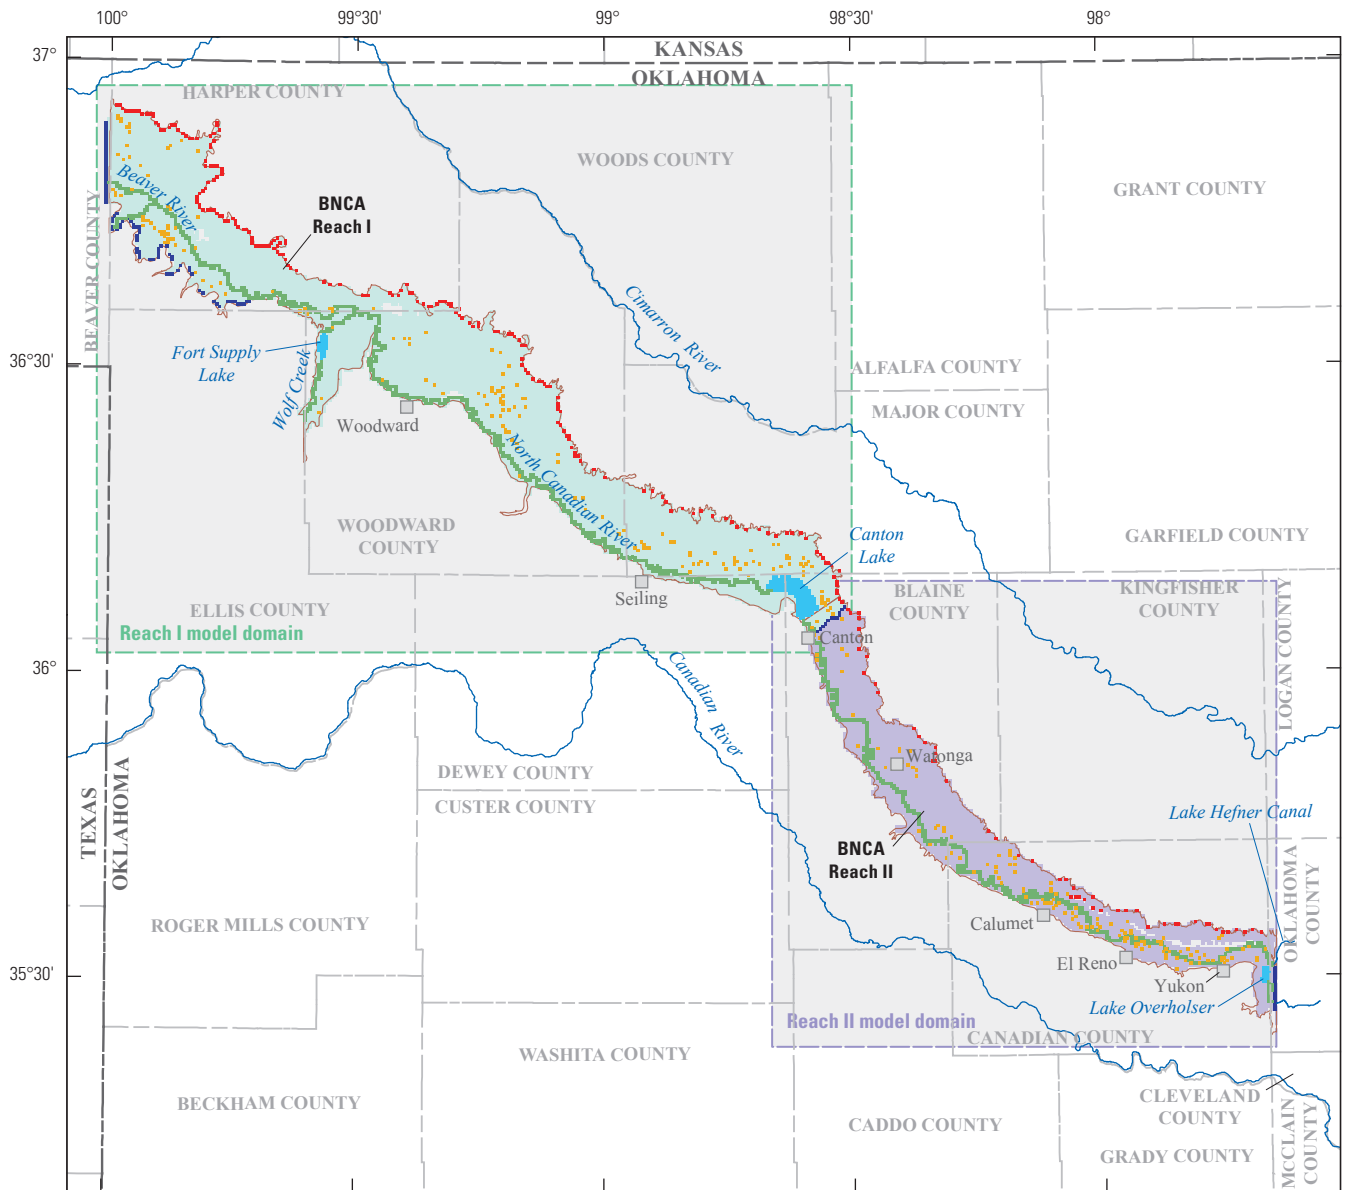 100°
99°30'
99°
98°30'
98°
37°
KANSAS
OKLAHOMA
HARPER COUNTY
WOODS COUNTY
GRANT COUNTY
Beaver River
BNCA
Reach I
BEAVER COUNTY
Cimarron River
36°30'
Fort Supply
Lake
Wolf Creek
Woodward
ALFALFA COUNTY
MAJOR COUNTY
North Canadian River
WOODWARD
COUNTY
Canton
Lake
GARFIELD COUNTY
Seiling
ELLIS COUNTY
BLAINE
COUNTY
KINGFISHER
COUNTY
LOGAN COUNTY
Reach I model domain
Canton
36°
Canadian River
Watonga
DEWEY COUNTY
CUSTER COUNTY
TEXAS
OKLAHOMA
Lake Hefner Canal
BNCA
Reach II
OKLAHOMA
COUNTY
ROGER MILLS COUNTY
Calumet
El Reno
35°30'
Yukon
Lake Overholser
Reach II model domain
CANADIAN COUNTY
WASHITA COUNTY
BECKHAM COUNTY
CLEVELAND
COUNTY
CADDO COUNTY
GRADY COUNTY
MCCLAIN
COUNTY